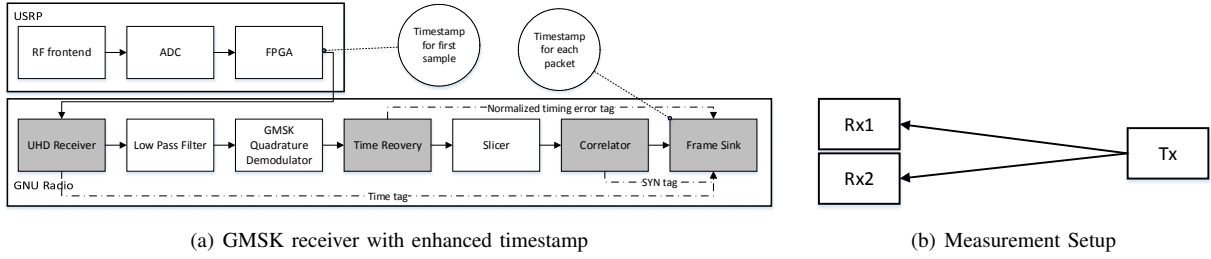 USRP
RF frontend
ADC
FPGA
Timestamp
for first
sample
Timestamp
for each
packet
Normalized timing error tag
UHD Receiver
Low Pass Filter
GMSK
Quadrature
Demodulator
Time Reovery
Slicer
Correlator
Frame Sink
GNU Radio
SYN tag
Time tag
Rx1
Rx2
Tx
(a) GMSK receiver with enhanced timestamp
(b) Measurement Setup